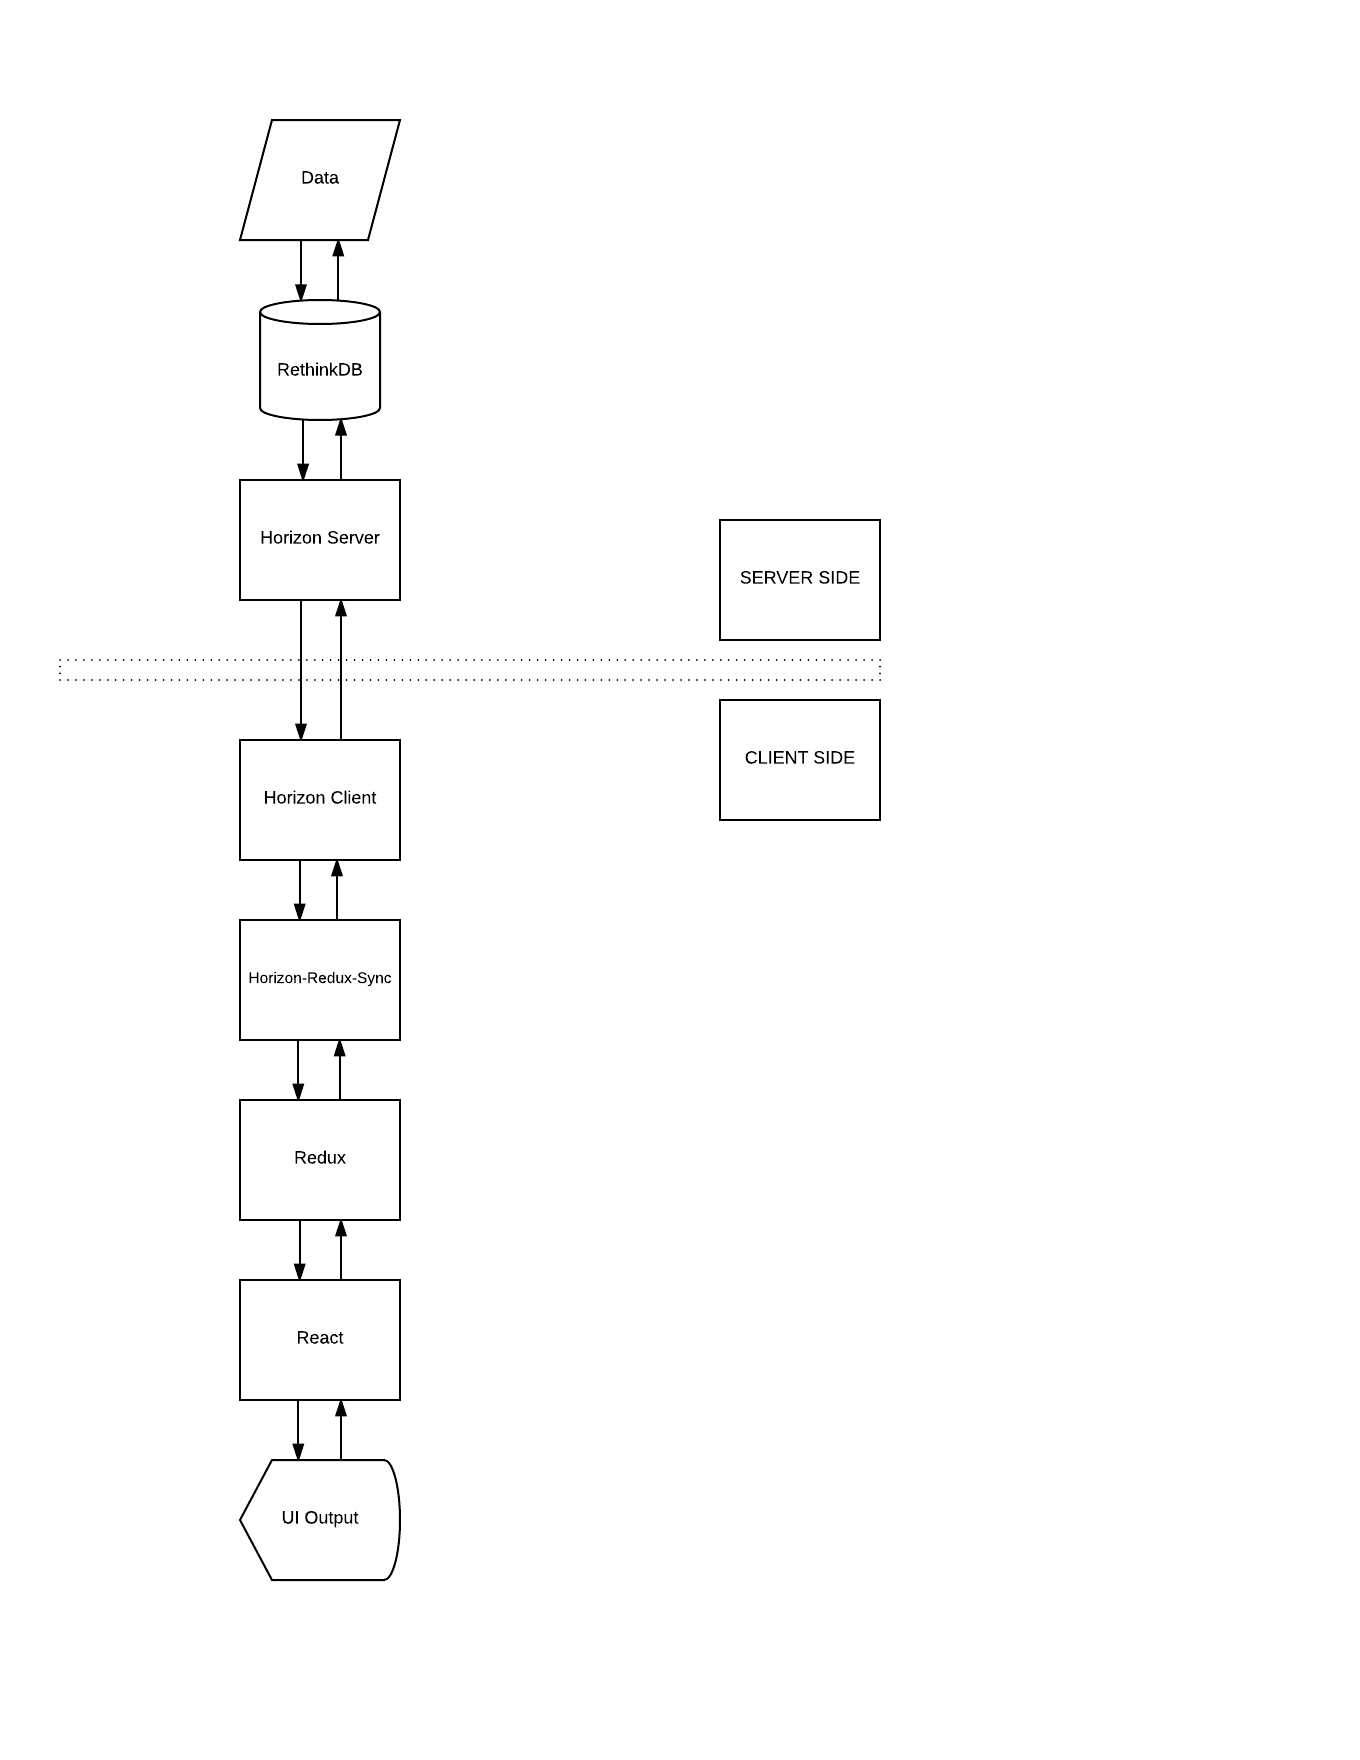 Data
RethinkDB
Horizon Server
SERVER SIDE
CLIENT SIDE
Horizon Client
Horizon-Redux-Sync
Redux
React
UI Output